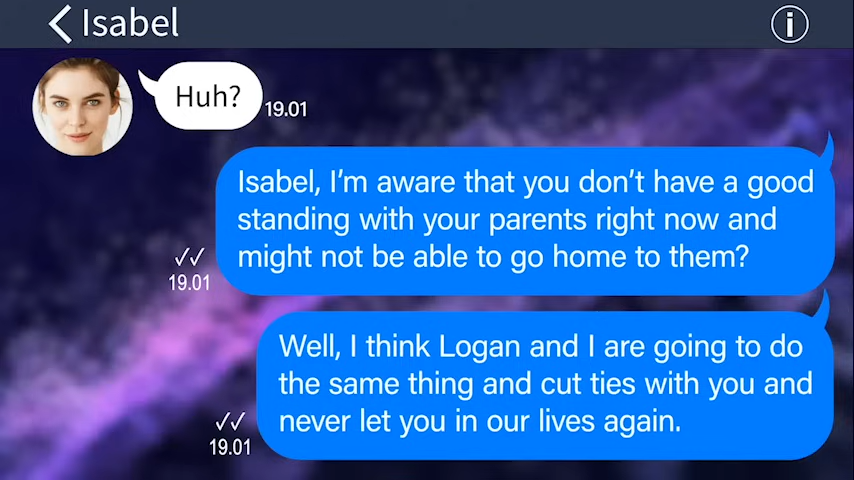 Isabel
Huh?
19.01
Isabel, I’m aware that you don’t have a good
standing with your parents right now and
might not be able to go home to them?
19.01
Well, I think Logan and I are going to do
the same thing and cut ties with you and
never let you in our lives again.
19.01